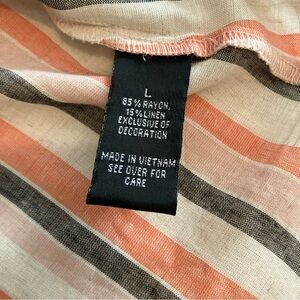 L
85% RAYON,
15% LINEN
EXCLUSIVE OF
DECORATION
MADE IN VIETNAM
SEE OVER FOR
CARE